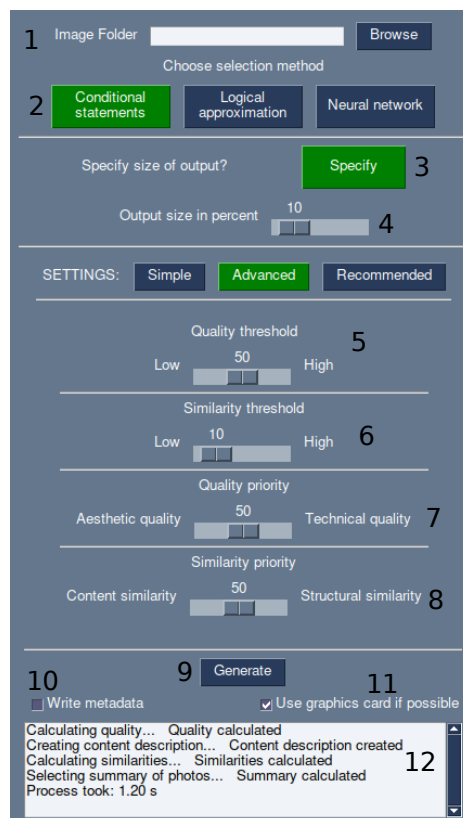 1 Image Folder Browse
Choose selection method
2 Conditional statements Logical approximation Neural network
Specify size of output? Specify 3
Output size in percent 10 4
SETTINGS: Simple Advanced Recommended
Quality threshold 5
Low 50 High
Similarity threshold
Low 10 High 6
Quality priority
Aesthetic quality 50 Technical quality 7
Similarity priority
Content similarity 50 Structural similarity 8
9 Generate
10 11
Write metadata Use graphics card if possible
Calculating quality... Quality calculated
Creating content description... Content description created
Calculating similarities... Similarities calculated 12
Selecting summary of photos... Summary calculated
Process took: 1.20 s